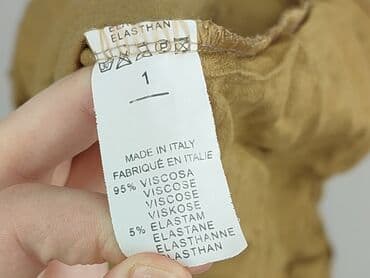 ELASTHAN
1
MADE IN ITALY
FABRIQUÉ EN ITALIE
95% VISCOSA
VISCOSE
VISCOSE
VISKOSE
5% ELASTAM
ELASTANE
ELASTHANNE
ELASTHAN